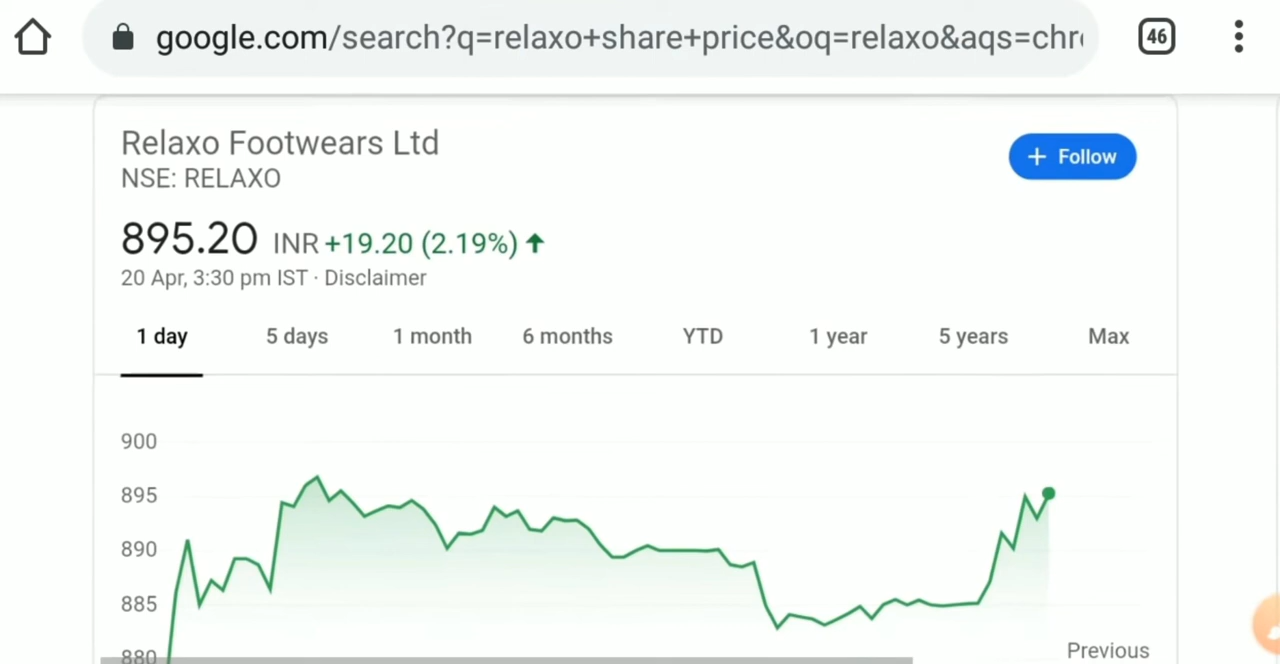 google.com/search?q=relaxo+share+price&oq=relaxo&aqs=chr
46
Relaxo Footwears Ltd
NSE: RELAXO
+ Follow
895.20 INR +19.20 (2.19%) ↑
20 Apr, 3:30 pm IST · Disclaimer
1 day 5 days 1 month 6 months YTD 1 year 5 years Max
900
895
890
885
880
Previous